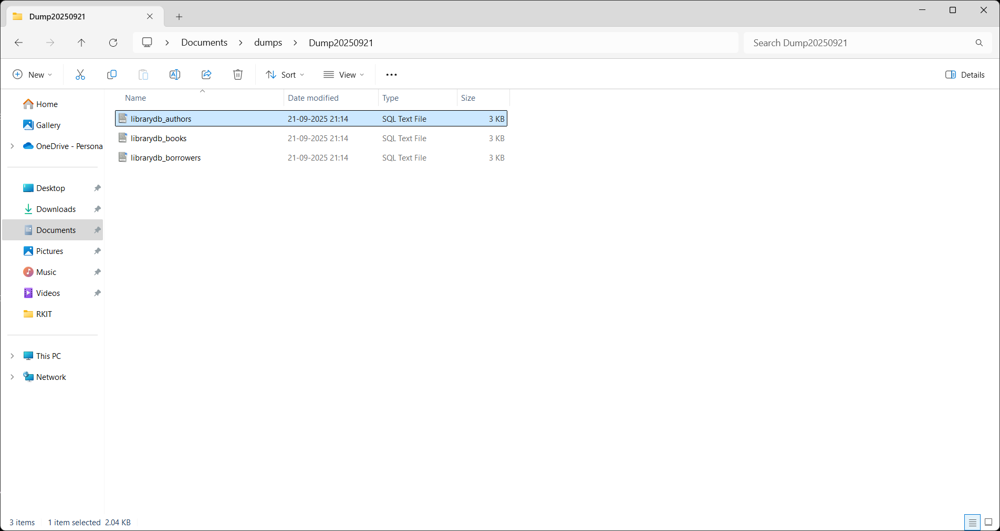 Dump20250921
Documents dumps Dump20250921 Search Dump20250921
New Sort View Details
Name Date modified Type Size
librarydb_authors 21-09-2025 21:14 SQL Text File 3 KB
librarydb_books 21-09-2025 21:14 SQL Text File 3 KB
librarydb_borrowers 21-09-2025 21:14 SQL Text File 3 KB
Home
Gallery
OneDrive - Persona
Desktop
Downloads
Documents
Pictures
Music
Videos
RKIT
This PC
Network
3 items 1 item selected 2.04 KB